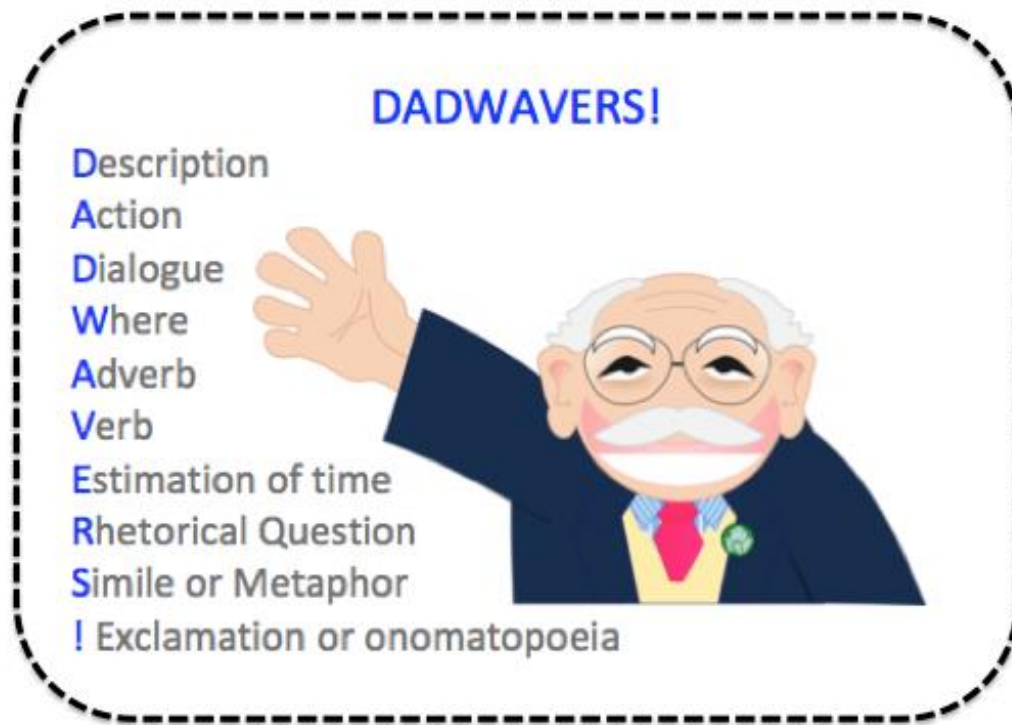 DADWAVERS!
Description
Action
Dialogue
Where
Adverb
Verb
Estimation of time
Rhetorical Question
Simile or Metaphor
! Exclamation or onomatopoeia